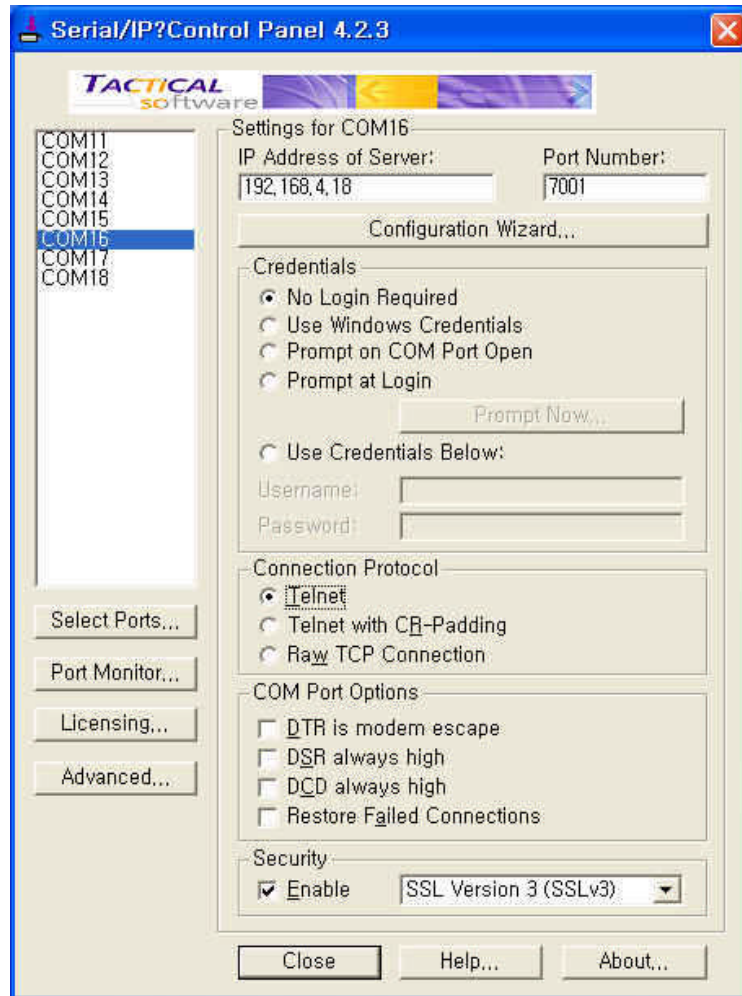 Serial/IP?Control Panel 4.2.3
TACTICAL
software
COM11
COM12
COM13
COM14
COM15
COM16
COM17
COM18
Select Ports...
Port Monitor...
Licensing...
Advanced...
Settings for COM16
IP Address of Server:
Port Number:
192.168.4.18
7001
Configuration Wizard...
Credentials
No Login Required
Use Windows Credentials
Prompt on COM Port Open
Prompt at Login
Prompt Now...
Use Credentials Below:
Username:
Password:
Connection Protocol
Telnet
Telnet with CR-Padding
Raw TCP Connection
COM Port Options
DTR is modem escape
DSR always high
DCD always high
Restore Failed Connections
Security
Enable
SSL Version 3 (SSLv3)
Close
Help...
About...